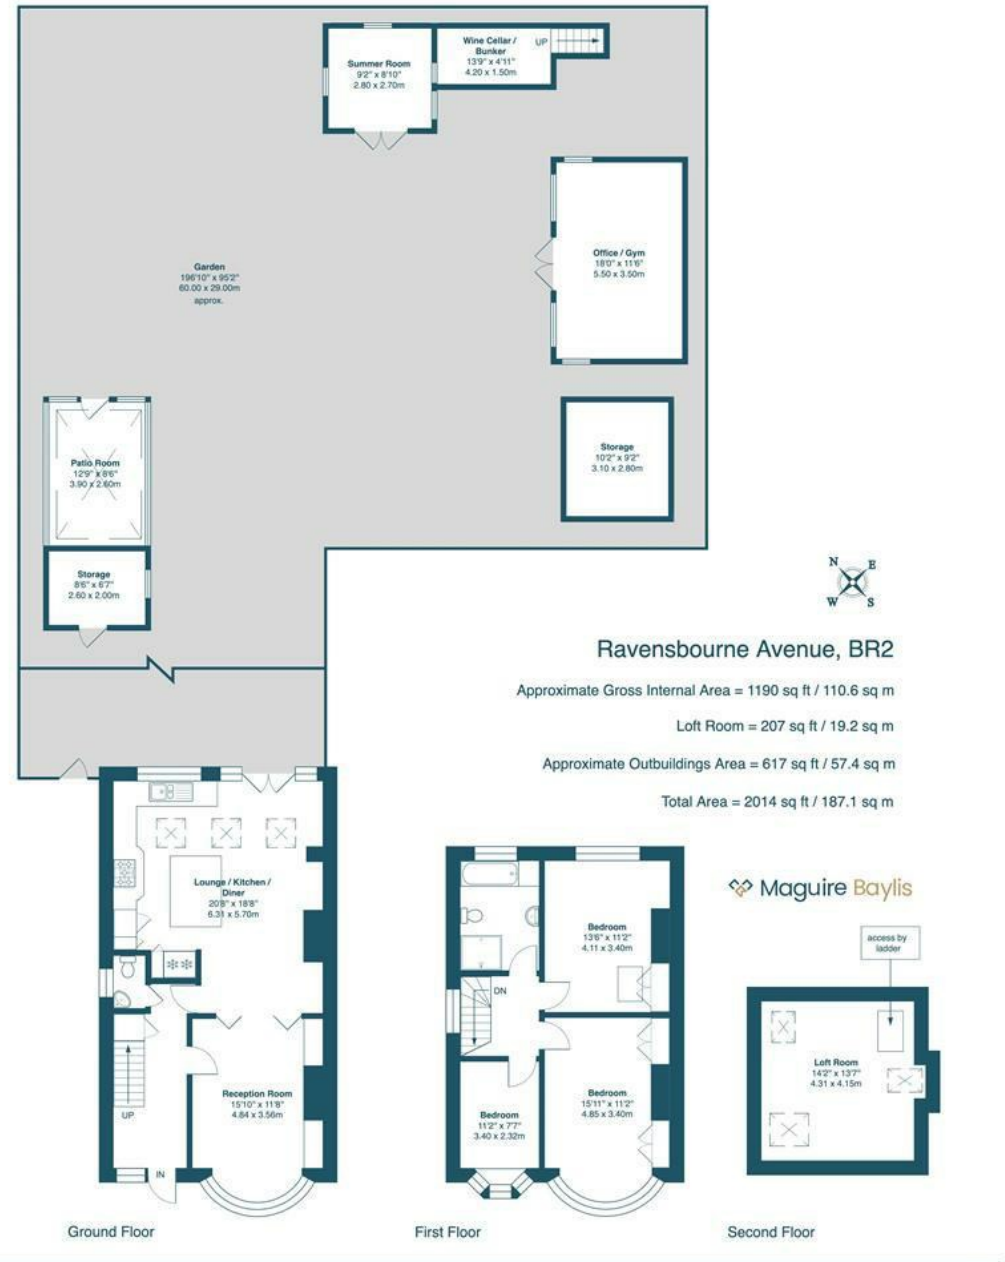 Summer Room
9'2" x 8'10"
2.80 x 2.70m
Wine Cellar /
Bunker
13'9" x 4'11"
4.20 x 1.50m
UP
Office / Gym
18'0" x 11'6"
5.50 x 3.50m
Garden
196'10" x 95'2"
60.00 x 29.00m
approx.
Storage
10'2" x 9'2"
3.10 x 2.80m
Patio Room
12'9" x 8'6"
3.90 x 2.60m
Storage
8'6" x 6'7"
2.60 x 2.00m
N E
W S
Ravensbourne Avenue, BR2
Approximate Gross Internal Area = 1190 sq ft / 110.6 sq m
Loft Room = 207 sq ft / 19.2 sq m
Approximate Outbuildings Area = 617 sq ft / 57.4 sq m
Total Area = 2014 sq ft / 187.1 sq m
Maguire Baylis
Lounge / Kitchen /
Diner
20'8" x 18'8"
6.31 x 5.70m
Reception Room
15'10" x 11'8"
4.84 x 3.56m
UP
IN
Ground Floor
Bedroom
13'6" x 11'2"
4.11 x 3.40m
DN
Bedroom
15'11" x 11'2"
4.85 x 3.40m
Bedroom
11'2" x 7'7"
3.40 x 2.32m
First Floor
access by
ladder
Loft Room
14'2" x 13'7"
4.31 x 4.15m
Second Floor